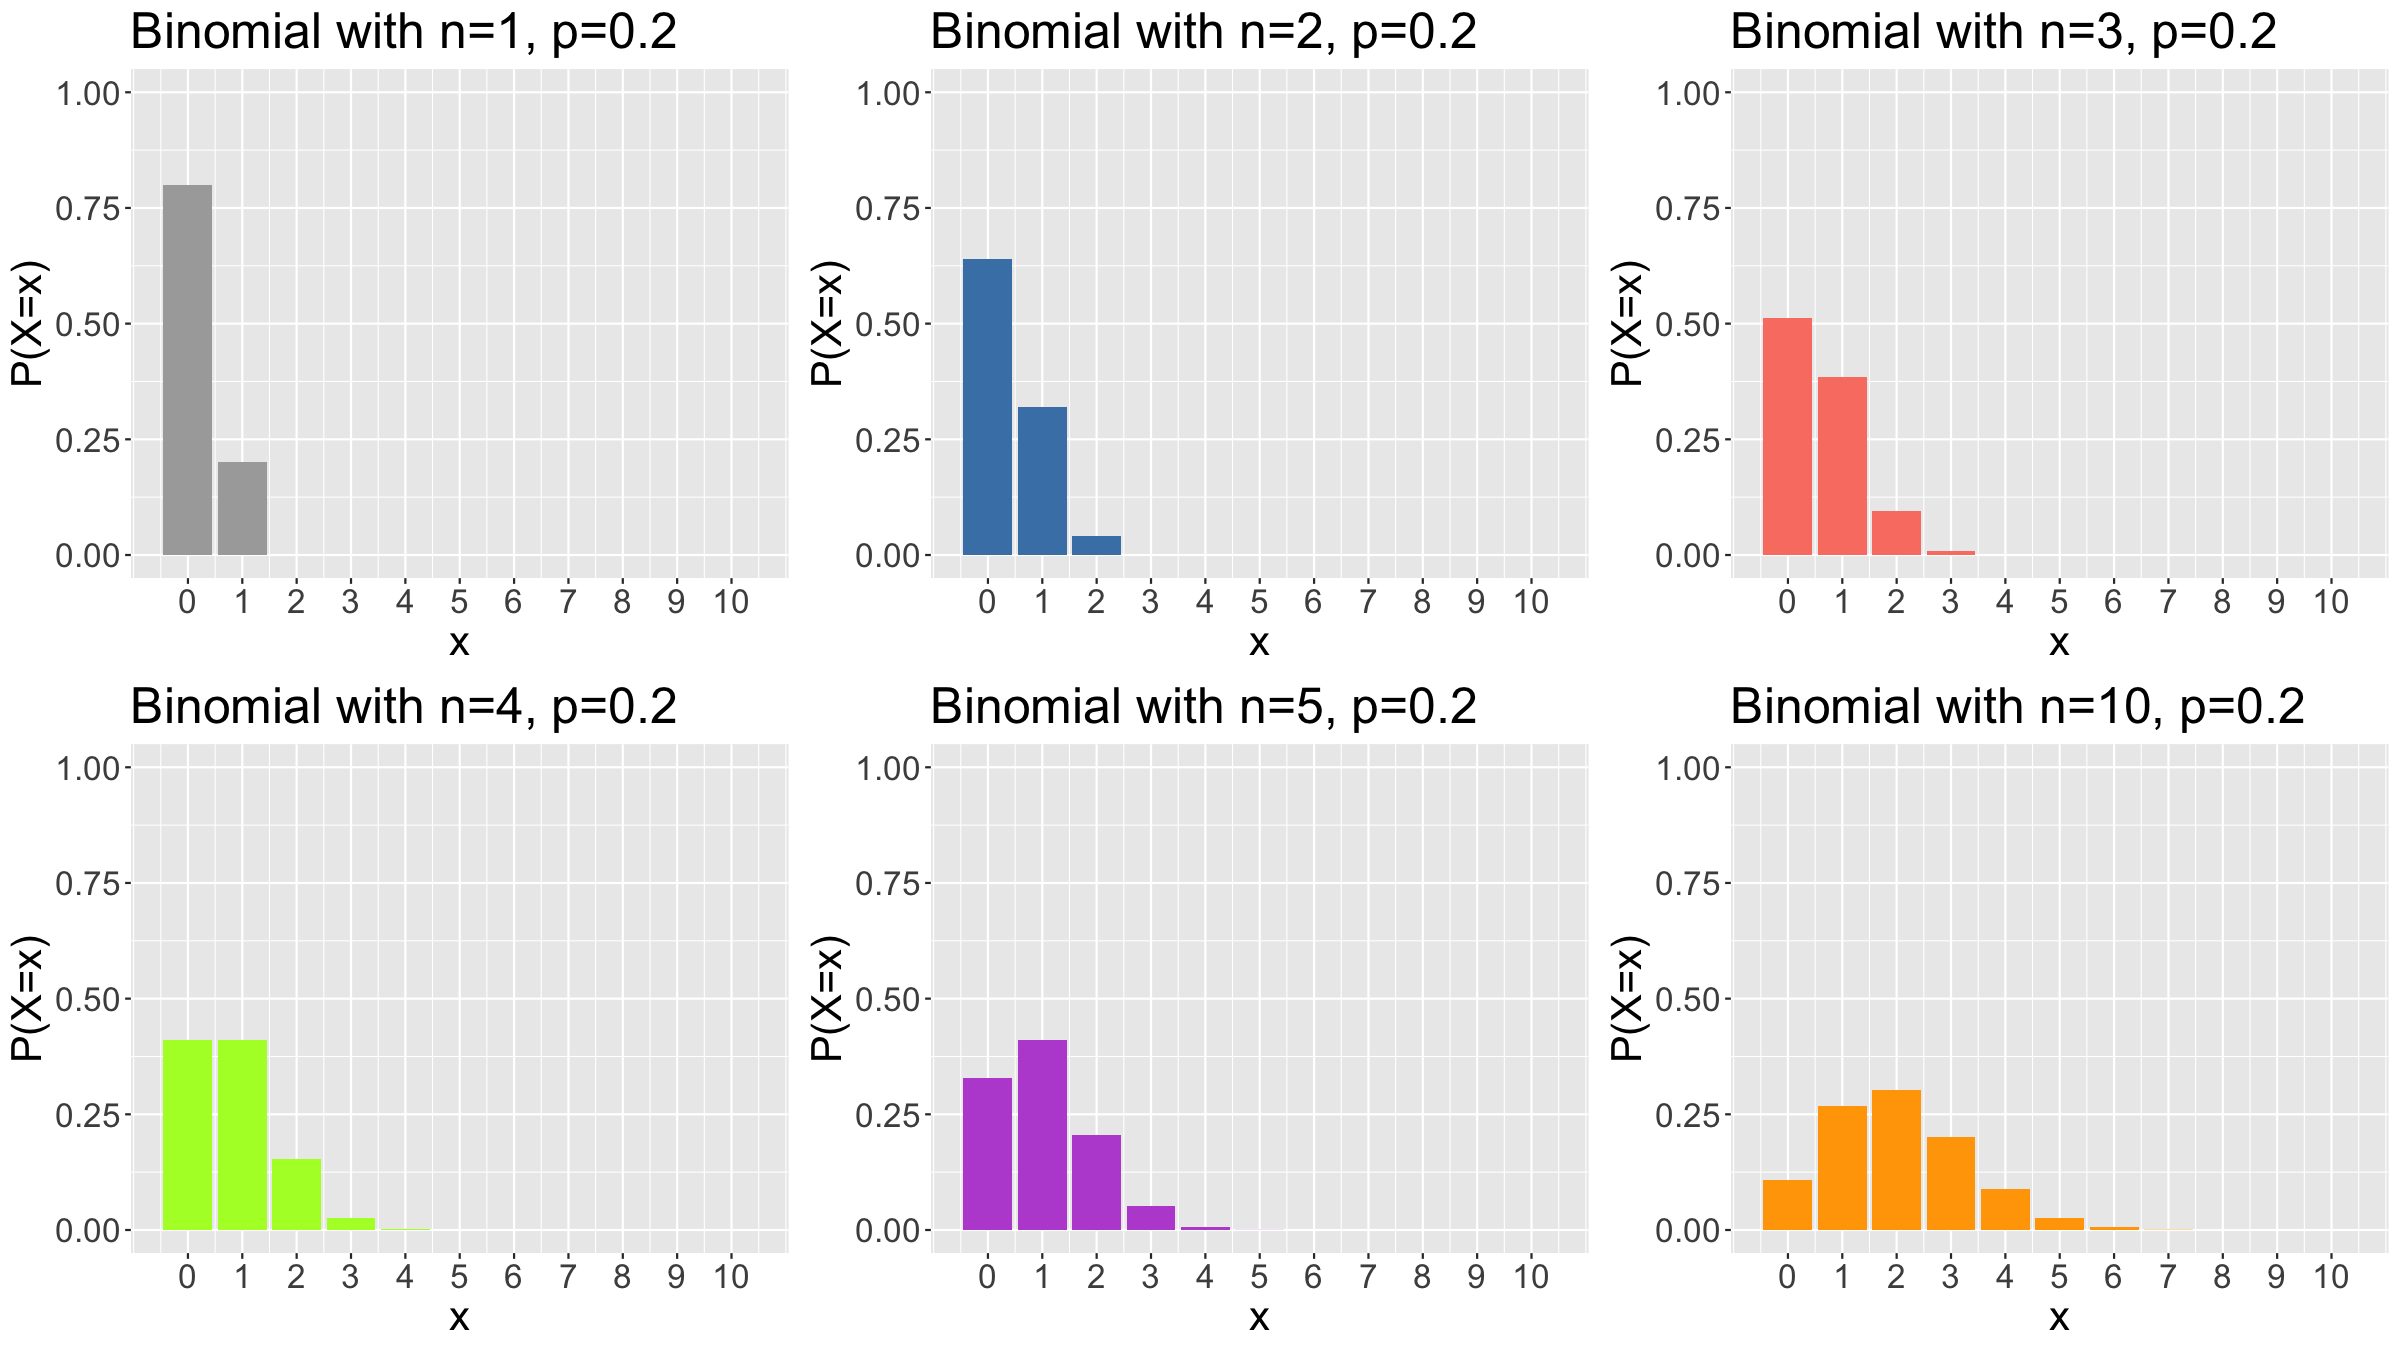 Binomial with n=1, p=0.2
1.00
0.75
0.50
0.25
0.00
P(X=x)
0 1 2 3 4 5 6 7 8 9 10
x
Binomial with n=2, p=0.2
1.00
0.75
0.50
0.25
0.00
P(X=x)
0 1 2 3 4 5 6 7 8 9 10
x
Binomial with n=3, p=0.2
1.00
0.75
0.50
0.25
0.00
P(X=x)
0 1 2 3 4 5 6 7 8 9 10
x
Binomial with n=4, p=0.2
1.00
0.75
0.50
0.25
0.00
P(X=x)
0 1 2 3 4 5 6 7 8 9 10
x
Binomial with n=5, p=0.2
1.00
0.75
0.50
0.25
0.00
P(X=x)
0 1 2 3 4 5 6 7 8 9 10
x
Binomial with n=10, p=0.2
1.00
0.75
0.50
0.25
0.00
P(X=x)
0 1 2 3 4 5 6 7 8 9 10
x